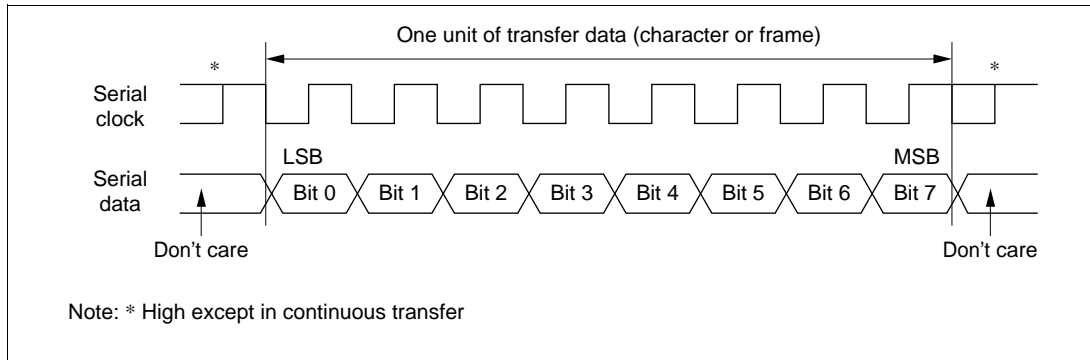 One unit of transfer data (character or frame)
* *
Serial
clock
LSB MSB
Serial
data
Bit 0 Bit 1 Bit 2 Bit 3 Bit 4 Bit 5 Bit 6 Bit 7
Don't care Don't care
Note: * High except in continuous transfer